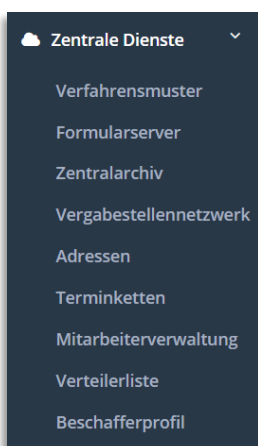 Zentrale Dienste
Verfahrensmuster
Formularserver
Zentralarchiv
Vergabestellennetzwerk
Adressen
Terminketten
Mitarbeiterverwaltung
Verteilerliste
Beschafferprofil